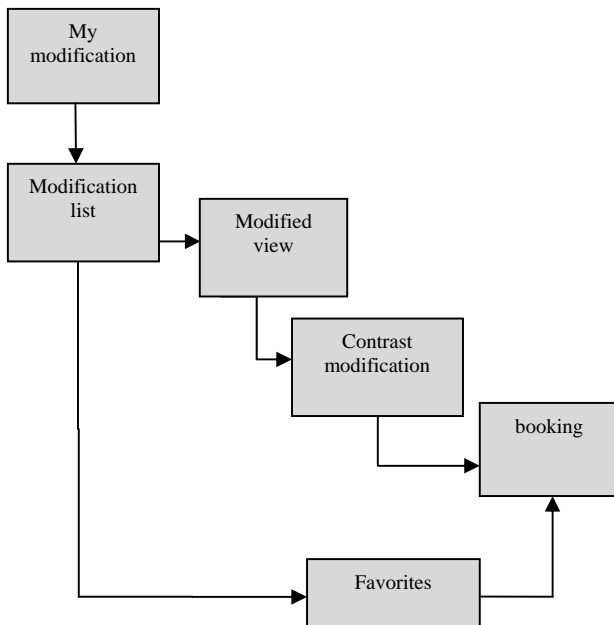 My
modification
Modification
list
Modified
view
Contrast
modification
booking
Favorites